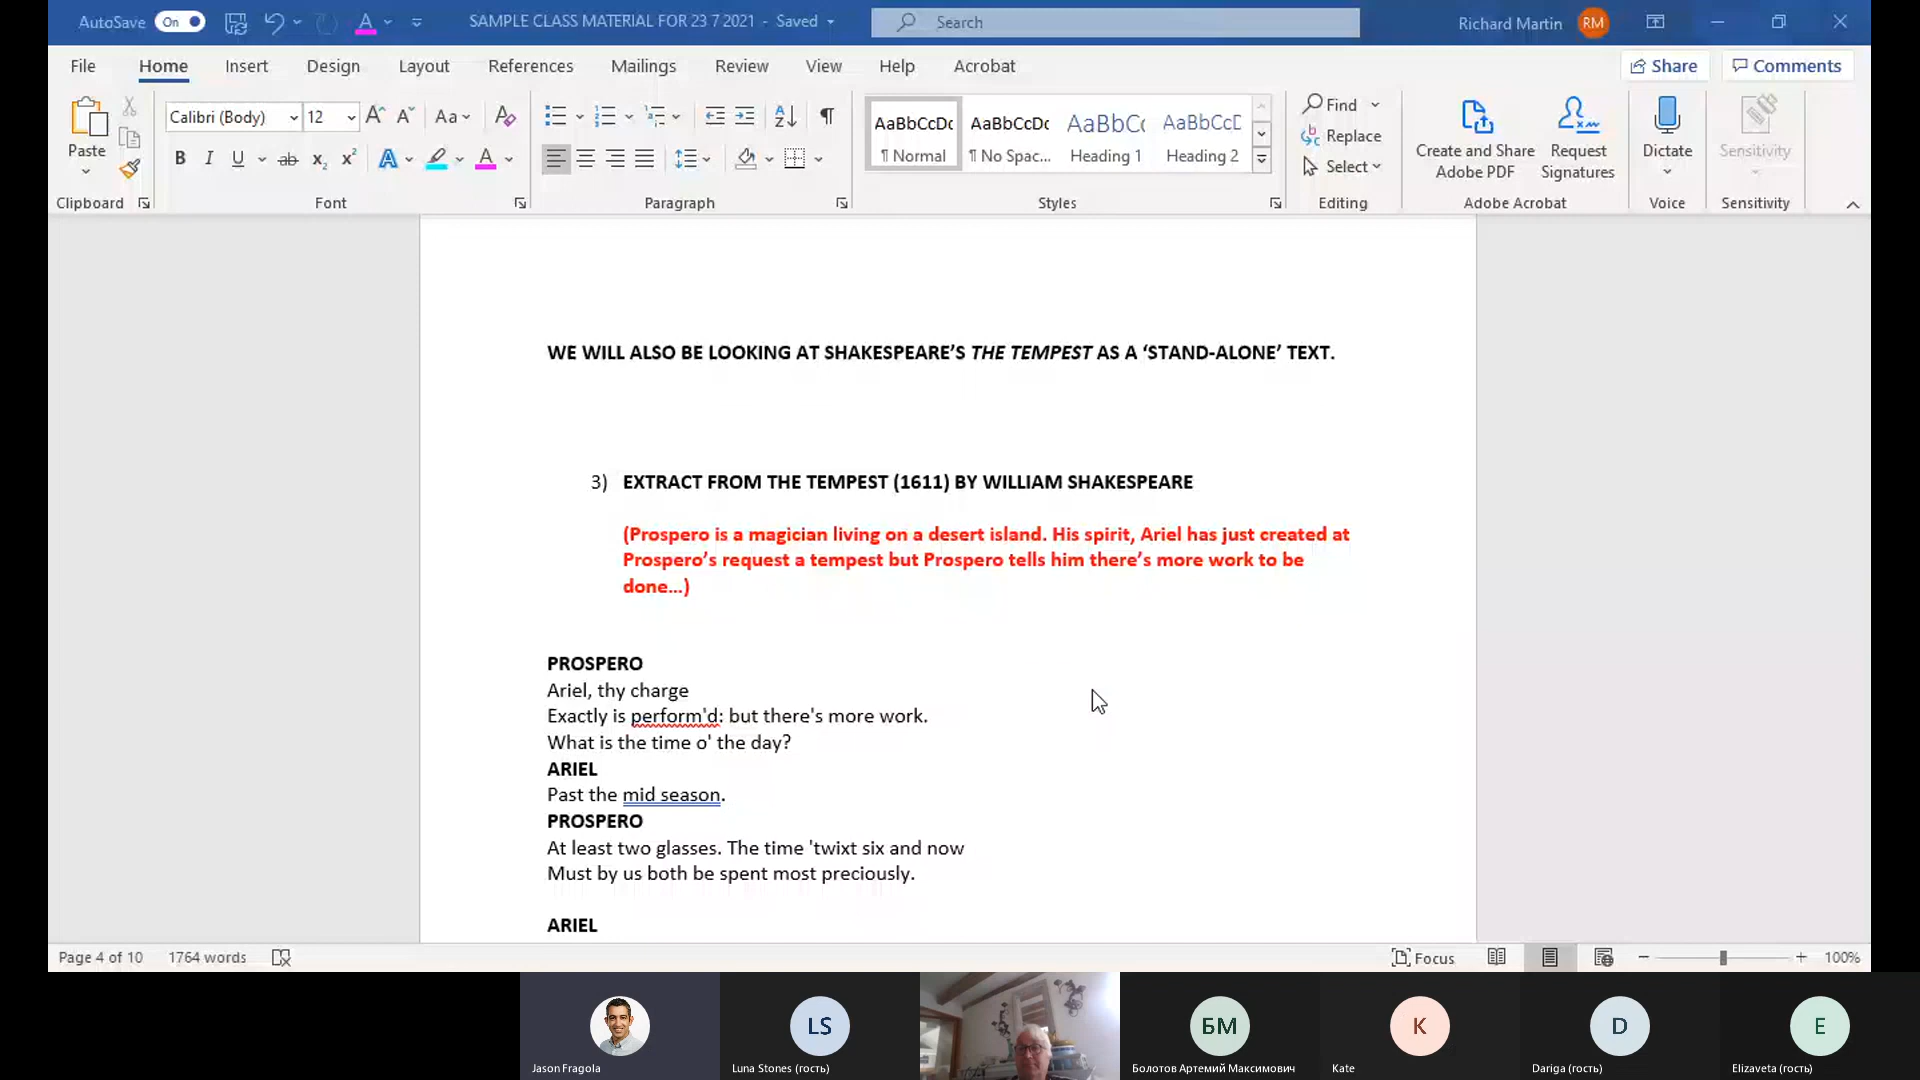 AutoSave On SAMPLE CLASS MATERIAL FOR 23 7 2021 - Saved Search Richard Martin RM
File Home Insert Design Layout References Mailings Review View Help Acrobat Share Comments
Paste
Clipboard
Calibri (Body) 12 Aa
B I U ab x₂ x² A A
Font
Paragraph
AaBbCcDc AaBbCcDc AaBbCc AaBbCcD
¶ Normal ¶ No Spac... Heading 1 Heading 2
Styles
Find
Replace
Select
Editing
Create and Share
Adobe PDF
Request
Signatures
Adobe Acrobat
Dictate
Voice
Sensitivity
Sensitivity
WE WILL ALSO BE LOOKING AT SHAKESPEARE’S THE TEMPEST AS A ‘STAND-ALONE’ TEXT.
3) EXTRACT FROM THE TEMPEST (1611) BY WILLIAM SHAKESPEARE
(Prospero is a magician living on a desert island. His spirit, Ariel has just created at
Prospero’s request a tempest but Prospero tells him there’s more work to be
done…)
PROSPERO
Ariel, thy charge
Exactly is perform'd: but there's more work.
What is the time o' the day?
ARIEL
Past the mid season.
PROSPERO
At least two glasses. The time 'twixt six and now
Must by us both be spent most preciously.
ARIEL
Page 4 of 10 1764 words Focus 100%
LS БМ K D E
Jason Fragola Luna Stones (гость) Болотов Артемий Максимович Kate Dariga (гость) Elizaveta (гость)